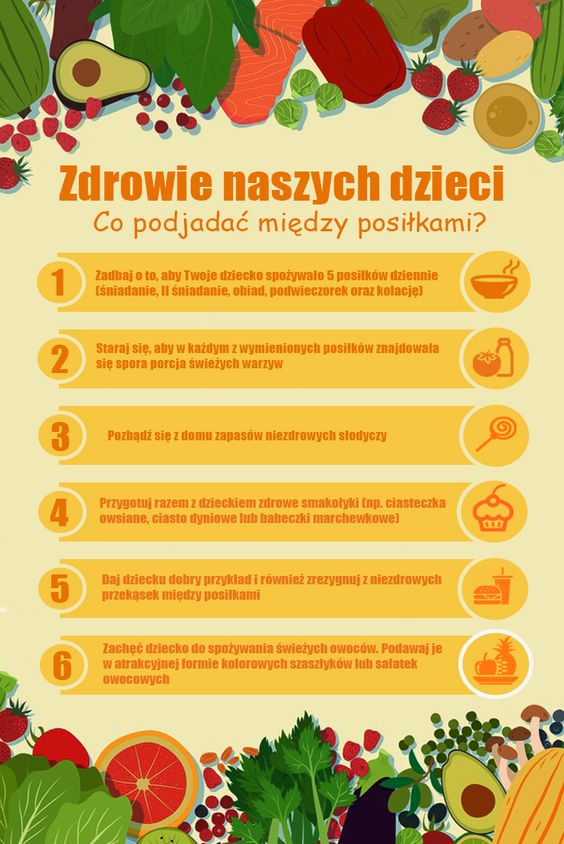 Zdrowie naszych dzieci
Co podjadać między posiłkami?
1
Zadbaj o to, aby Twoje dziecko spożywało 5 posiłków dziennie
(śniadanie, II śniadanie, obiad, podwieczorek oraz kolację)
2
Staraj się, aby w każdym z wymienionych posiłków znajdowała
się spora porcja świeżych warzyw
3
Pozbądź się z domu zapasów niezdrowych słodyczy
4
Przygotuj razem z dzieckiem zdrowe smakołyki (np. ciasteczka
owsiane, ciasto dyniowe lub babeczki marchewkowe)
5
Daj dziecku dobry przykład i również zrezygnuj z niezdrowych
przekąsek między posiłkami
6
Zachęć dziecko do spożywania świeżych owoców. Podawaj je
w atrakcyjnej formie kolorowych szaszłyków lub sałatek
owocowych